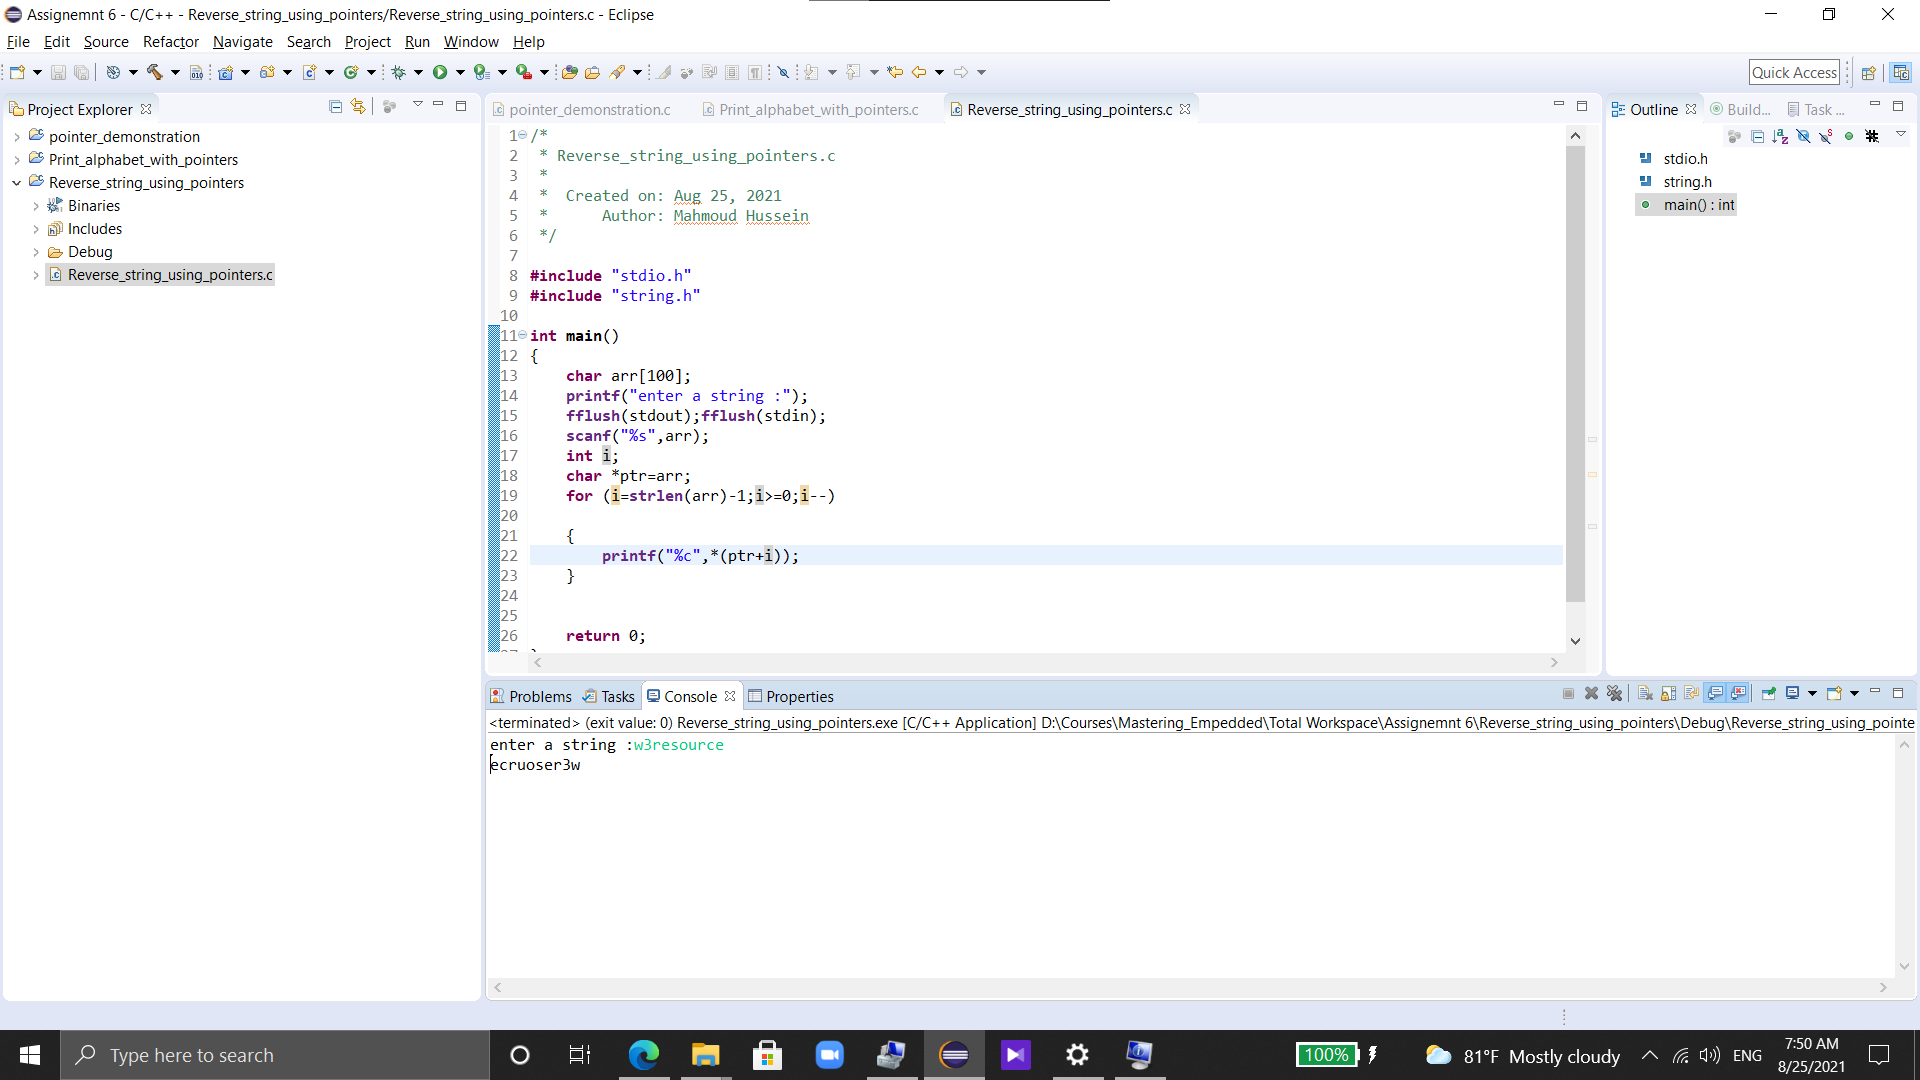 Assignemnt 6 - C/C++ - Reverse_string_using_pointers/Reverse_string_using_pointers.c - Eclipse
File Edit Source Refactor Navigate Search Project Run Window Help
Quick Access
Project Explorer
pointer_demonstration
Print_alphabet_with_pointers
Reverse_string_using_pointers
Binaries
Includes
Debug
Reverse_string_using_pointers.c
pointer_demonstration.c Print_alphabet_with_pointers.c Reverse_string_using_pointers.c
1 /*
2  * Reverse_string_using_pointers.c
3  *
4  *  Created on: Aug 25, 2021
5  *      Author: Mahmoud Hussein
6  */
7
8 #include "stdio.h"
9 #include "string.h"
10
11 int main()
12 {
13     char arr[100];
14     printf("enter a string :");
15     fflush(stdout);fflush(stdin);
16     scanf("%s",arr);
17     int i;
18     char *ptr=arr;
19     for (i=strlen(arr)-1;i>=0;i--)
20
21     {
22         printf("%c",*(ptr+i));
23     }
24
25
26     return 0;
Outline Build... Task ...
stdio.h
string.h
main() : int
Problems Tasks Console Properties
<terminated> (exit value: 0) Reverse_string_using_pointers.exe [C/C++ Application] D:\Courses\Mastering_Empedded\Total Workspace\Assignemnt 6\Reverse_string_using_pointers\Debug\Reverse_string_using_pointe
enter a string :w3resource
ecruoser3w
Type here to search
100%
81°F Mostly cloudy
ENG
7:50 AM
8/25/2021